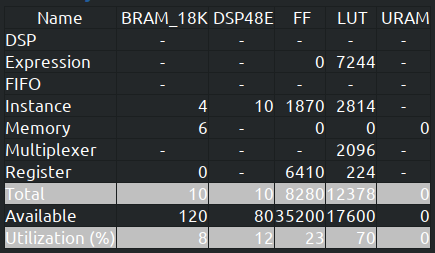 Name BRAM_18K DSP48E FF LUT URAM
DSP - - - - -
Expression - - 0 7244 -
FIFO - - - - -
Instance 4 10 1870 2814 -
Memory 6 - 0 0 0
Multiplexer - - - 2096 -
Register 0 - 6410 224 -
Total 10 10 8280 12378 0
Available 120 80 35200 17600 0
Utilization (%) 8 12 23 70 0